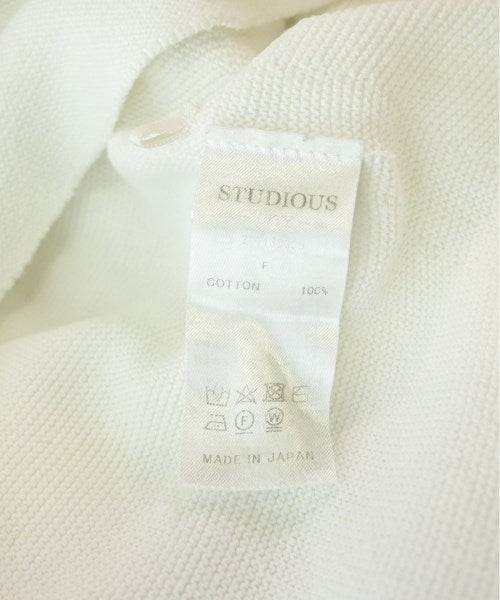 STUDIOUS
F
COTTON 100%
F W
MADE IN JAPAN